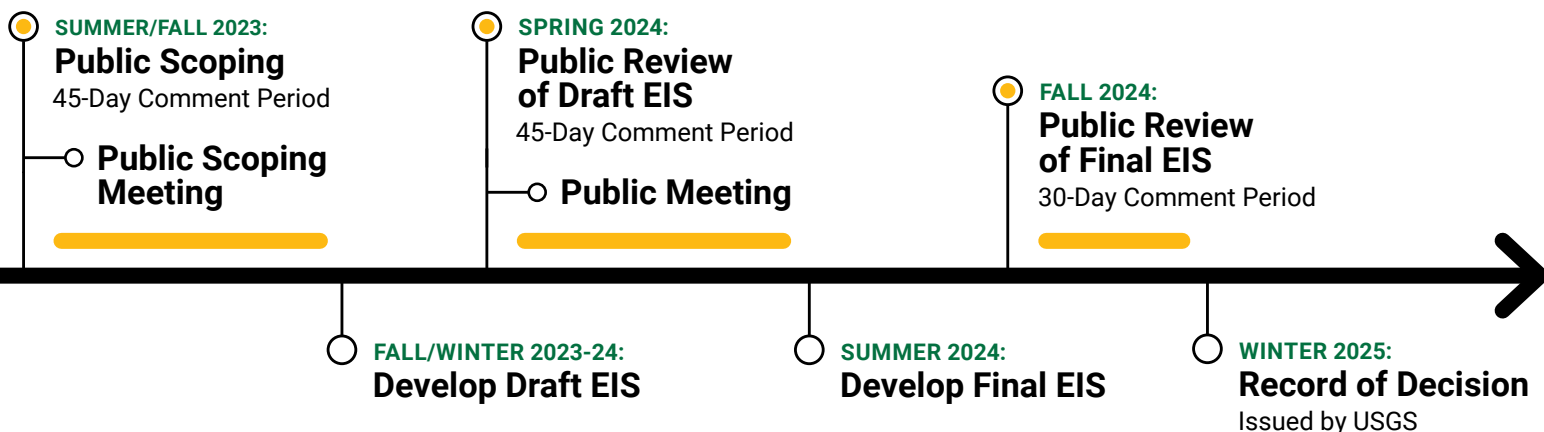 SUMMER/FALL 2023:
Public Scoping
45-Day Comment Period
Public Scoping
Meeting
SPRING 2024:
Public Review
of Draft EIS
45-Day Comment Period
Public Meeting
FALL 2024:
Public Review
of Final EIS
30-Day Comment Period
FALL/WINTER 2023-24:
Develop Draft EIS
SUMMER 2024:
Develop Final EIS
WINTER 2025:
Record of Decision
Issued by USGS